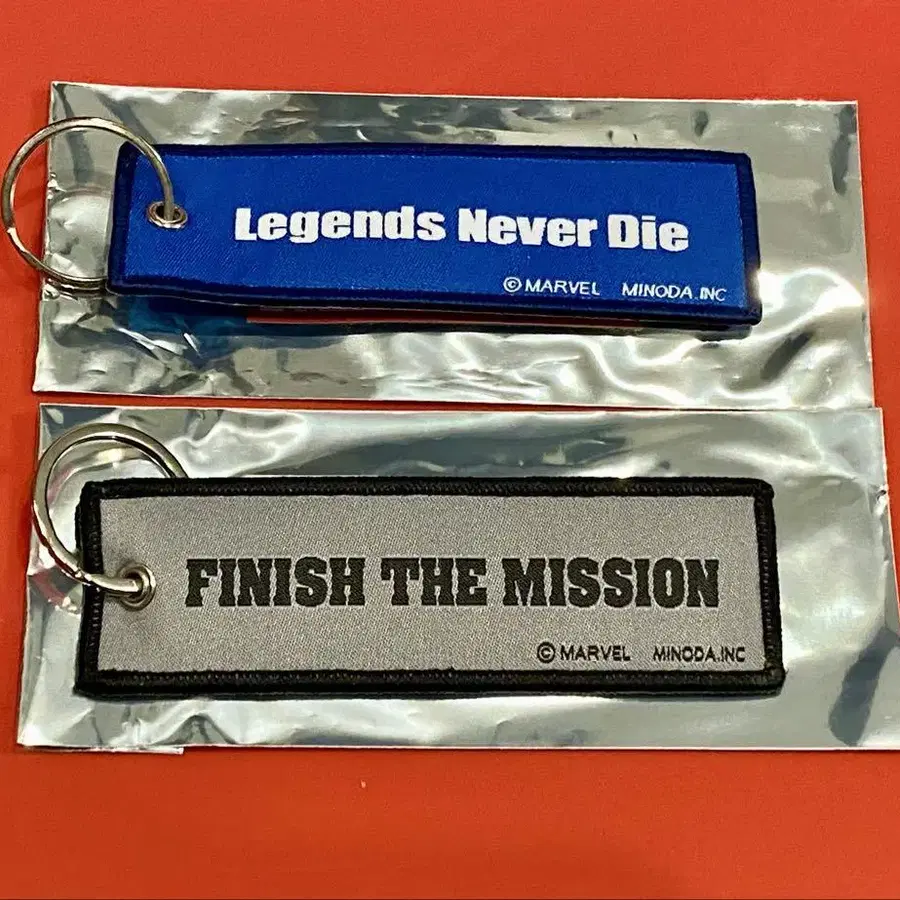 Legends Never Die
© MARVEL MINODA.INC
FINISH THE MISSION
© MARVEL MINODA.INC